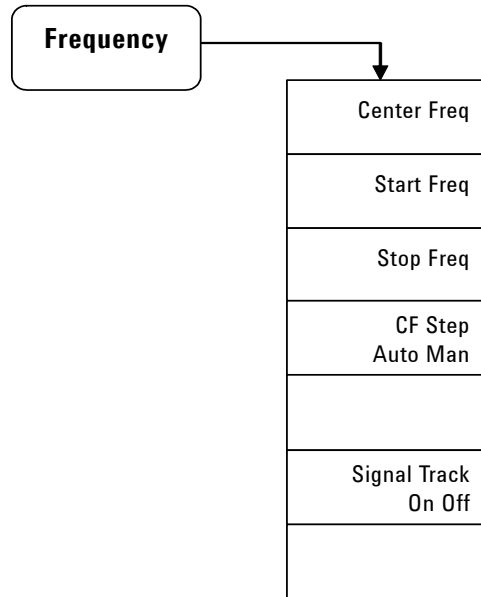 Frequency
Center Freq
Start Freq
Stop Freq
CF Step
Auto Man
Signal Track
On Off